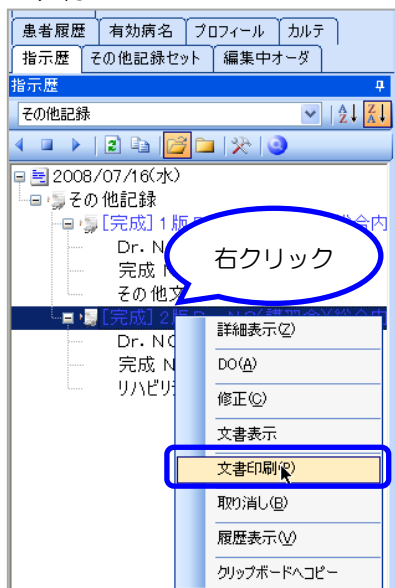 患者履歴 有効病名 プロフィール カルテ
指示歴 その他記録セット 編集中オーダ
指示歴
その他記録
2008/07/16(水)
その他記録
[完成] 1版
Dr. N
完成
その他文
右クリック
[完成] 2版
Dr. NO
完成 N
リハビリ
詳細表示(Z)
DO(A)
修正(C)
文書表示
文書印刷(P)
取り消し(B)
履歴表示(V)
クリップボードへコピー